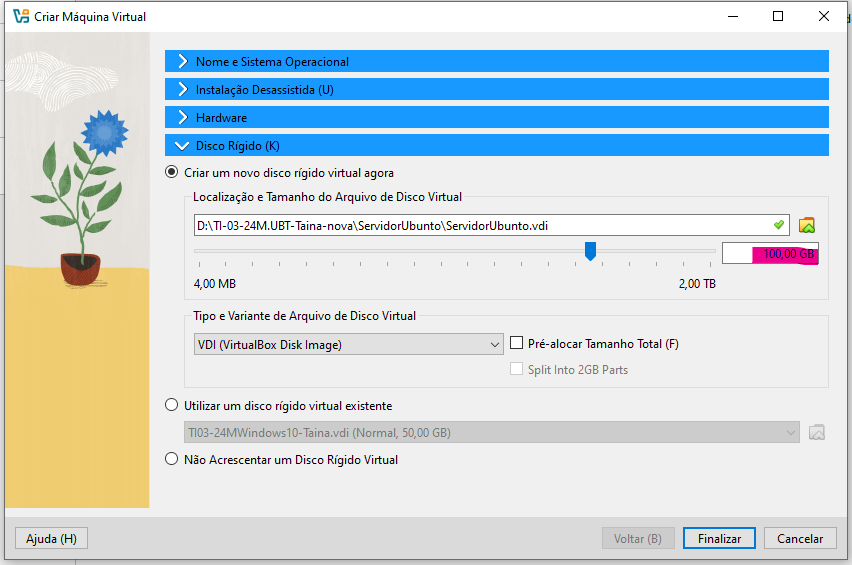 Criar Máquina Virtual
Nome e Sistema Operacional
Instalação Desassistida (U)
Hardware
Disco Rígido (K)
Criar um novo disco rígido virtual agora
Localização e Tamanho do Arquivo de Disco Virtual
D:\TI-03-24M.UBT-Taina-nova\ServidorUbunto\ServidorUbunto.vdi
100,00 GB
4,00 MB 2,00 TB
Tipo e Variante de Arquivo de Disco Virtual
VDI (VirtualBox Disk Image) Pré-alocar Tamanho Total (F)
Split Into 2GB Parts
Utilizar um disco rígido virtual existente
TI03-24MWindows10-Taina.vdi (Normal, 50,00 GB)
Não Acrescentar um Disco Rígido Virtual
Ajuda (H) Voltar (B) Finalizar Cancelar